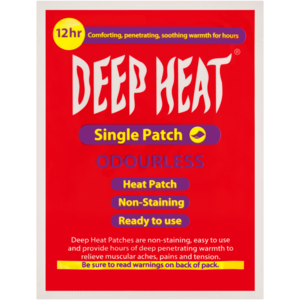 12hr
Comforting, penetrating, soothing warmth for hours
DEEP HEAT®
Single Patch
ODOURLESS
Heat Patch
Non-Staining
Ready to use
Deep Heat Patches are non-staining, easy to use
and provide hours of deep penetrating warmth to
relieve muscular aches, pains and tension.
Be sure to read warnings on back of pack.